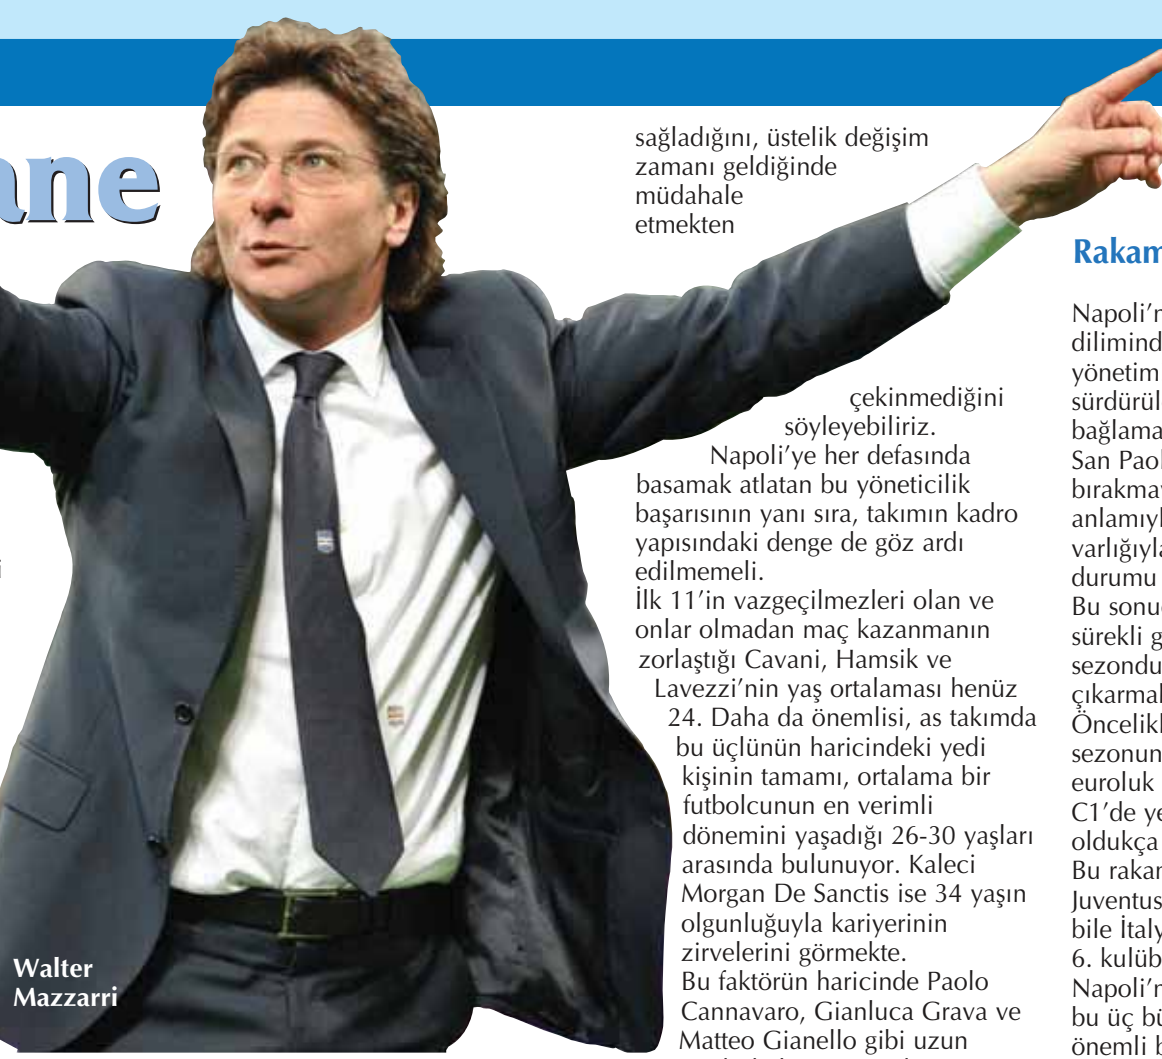 ane
sağladığını, üstelik değişim
zamanı geldiğinde
müdahale
etmekten
çekinmediğini
söyleyebiliriz.
Napoli’ye her defasında
basamak atlatan bu yöneticilik
başarısının yanı sıra, takımın kadro
yapısındaki denge de göz ardı
edilmemeli.
İlk 11’in vazgeçilmezleri olan ve
onlar olmadan maç kazanmanın
zorlaştığı Cavani, Hamsik ve
Lavezzi’nin yaş ortalaması henüz
24. Daha da önemlisi, as takımda
bu üçlünün haricindeki yedi
kişinin tamamı, ortalama bir
futbolcunun en verimli
dönemini yaşadığı 26-30 yaşları
arasında bulunuyor. Kaleci
Morgan De Sanctis ise 34 yaşın
olgunluğuyla kariyerinin
zirvelerini görmekte.
Bu faktörün haricinde Paolo
Cannavaro, Gianluca Grava ve
Matteo Gianello gibi uzun
Walter
Mazzarri
Rakam
Napoli’n
dilimind
yönetim
sürdürül
bağlama
San Paol
bırakma
anlamıyl
varlığıyla
durumu
Bu sonu
sürekli g
sezondu
çıkarmal
Öncelikl
sezonun
euroluk
C1’de ye
oldukça
Bu rakar
Juventus
bile İtaly
6. kulüb
Napoli’n
bu üç bü
önemli b